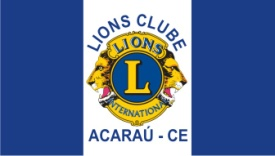 LIONS CLUBE
LIONS
L
INTERNATIONAL
ACARAÚ - CE